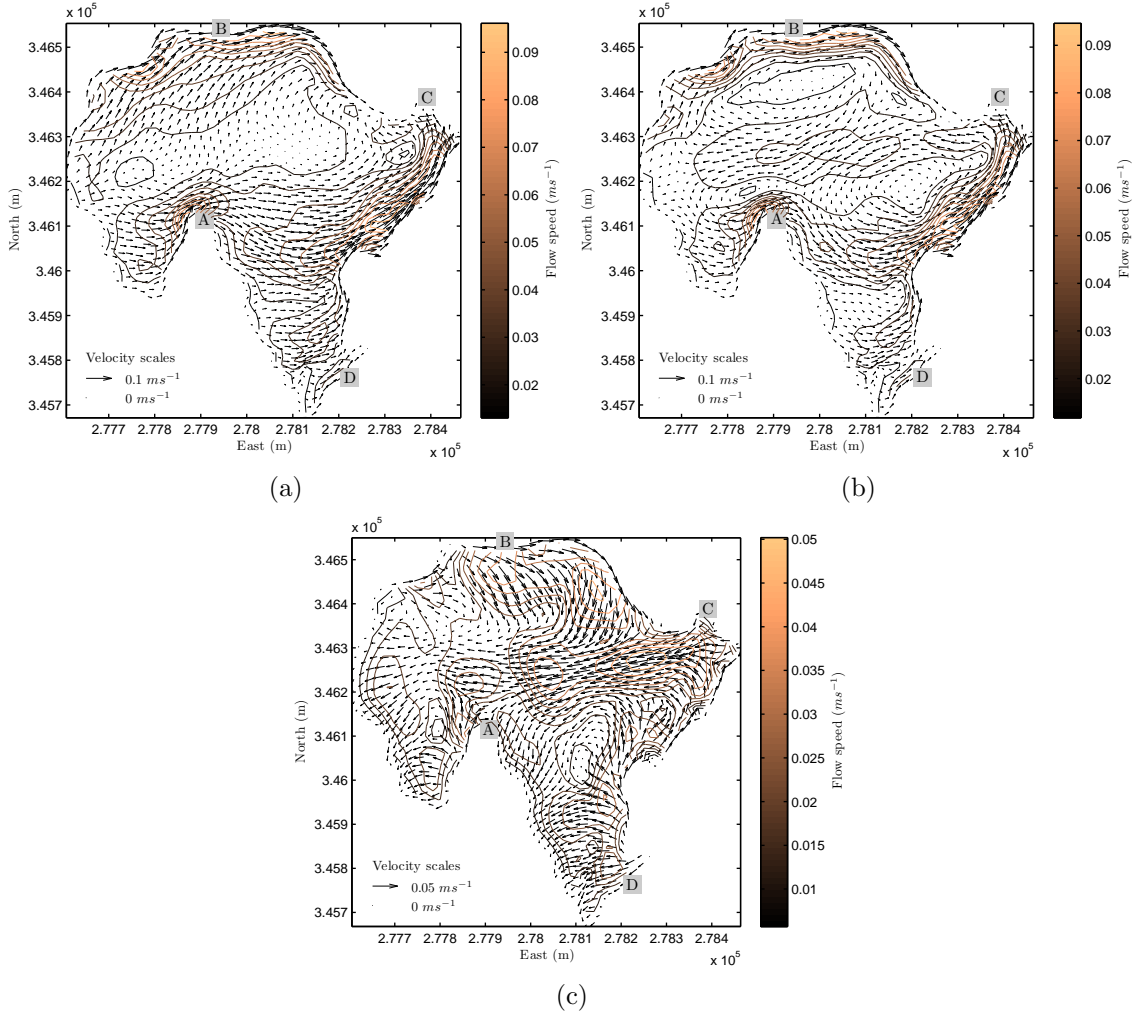 x 10^5
3.465
3.464
3.463
3.462
3.461
3.46
3.459
3.458
3.457
North (m)
B
C
A
D
Velocity scales
0.1 ms^{-1}
0 ms^{-1}
2.777 2.778 2.779 2.78 2.781 2.782 2.783 2.784
East (m)
x 10^5
0.09
0.08
0.07
0.06
0.05
0.04
0.03
0.02
Flow speed (ms^{-1})
(a)
x 10^5
3.465
3.464
3.463
3.462
3.461
3.46
3.459
3.458
3.457
North (m)
B
C
A
D
Velocity scales
0.1 ms^{-1}
0 ms^{-1}
2.777 2.778 2.779 2.78 2.781 2.782 2.783 2.784
East (m)
x 10^5
0.09
0.08
0.07
0.06
0.05
0.04
0.03
0.02
Flow speed (ms^{-1})
(b)
x 10^5
3.465
3.464
3.463
3.462
3.461
3.46
3.459
3.458
3.457
North (m)
B
C
A
D
Velocity scales
0.05 ms^{-1}
0 ms^{-1}
2.777 2.778 2.779 2.78 2.781 2.782 2.783 2.784
East (m)
x 10^5
0.05
0.045
0.04
0.035
0.03
0.025
0.02
0.015
0.01
Flow speed (ms^{-1})
(c)